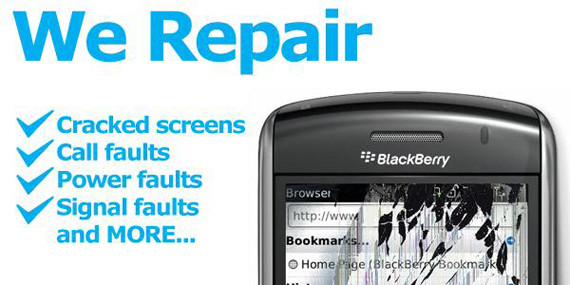 We Repair
Cracked screens
Call faults
Power faults
Signal faults
and MORE...
BlackBerry
Browser
http://www
Bookmarks...
Home Page (BlackBerry Bookmark